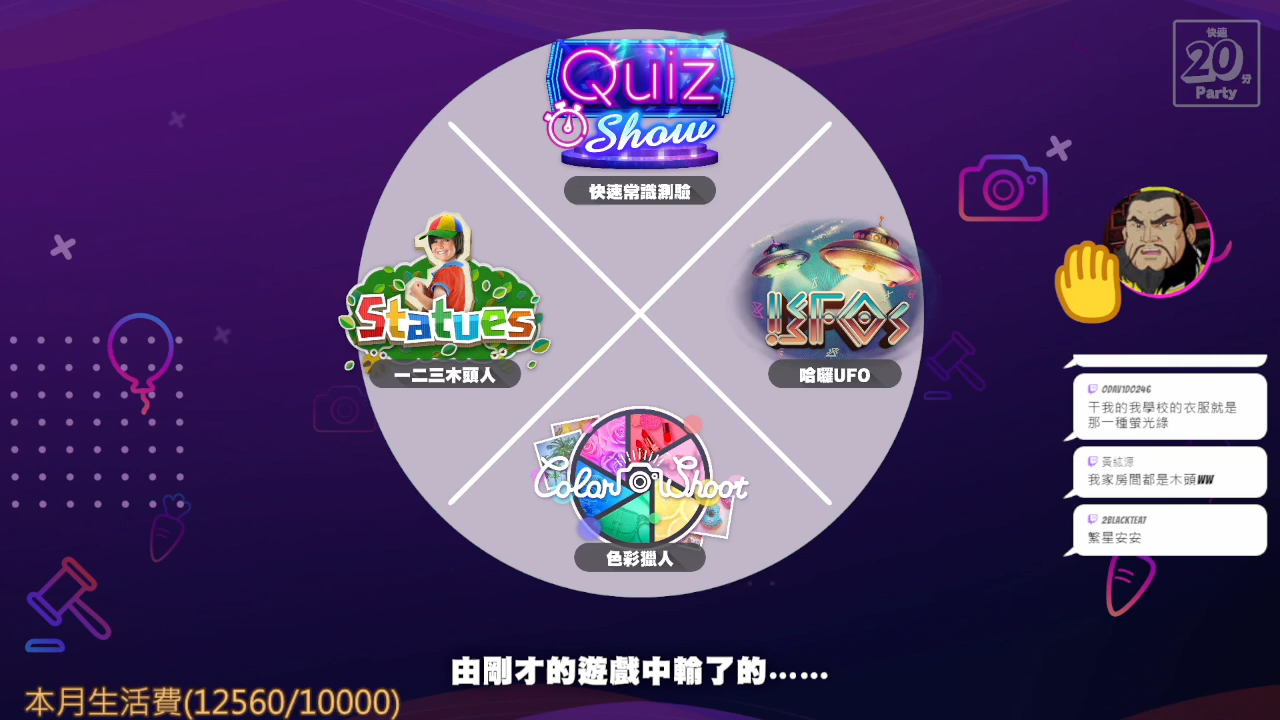 Quiz
Show
快速常識測驗
快速
20分
Party
Statues
一二三木頭人
UFOs
哈囉UFO
Color Shoot
色彩獵人
ODAV1D0246
干我的我學校的衣服就是
那一種螢光綠
黃紘源
我家房間都是木頭WW
2BLACKTEA7
繁星安安
由剛才的遊戲中輸了的……
本月生活費(12560/10000)